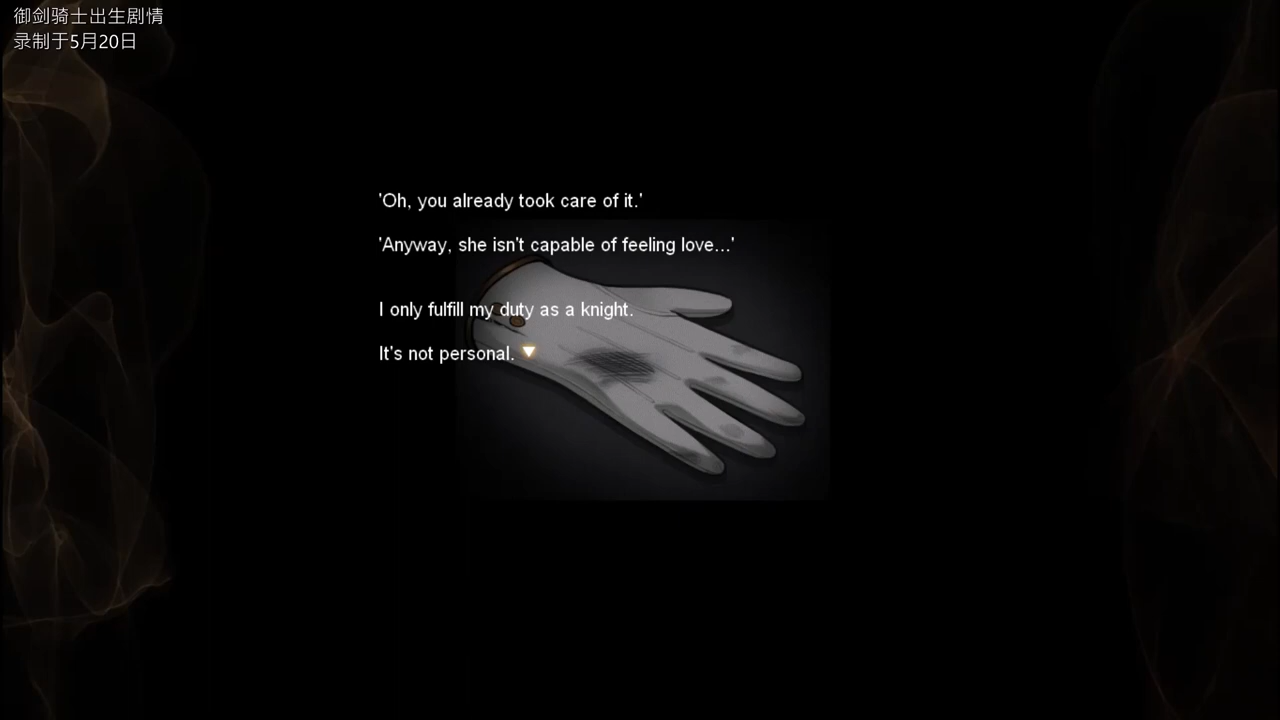 御剑骑士出生剧情
录制于5月20日
'Oh, you already took care of it.'
'Anyway, she isn't capable of feeling love...'
I only fulfill my duty as a knight.
It's not personal.